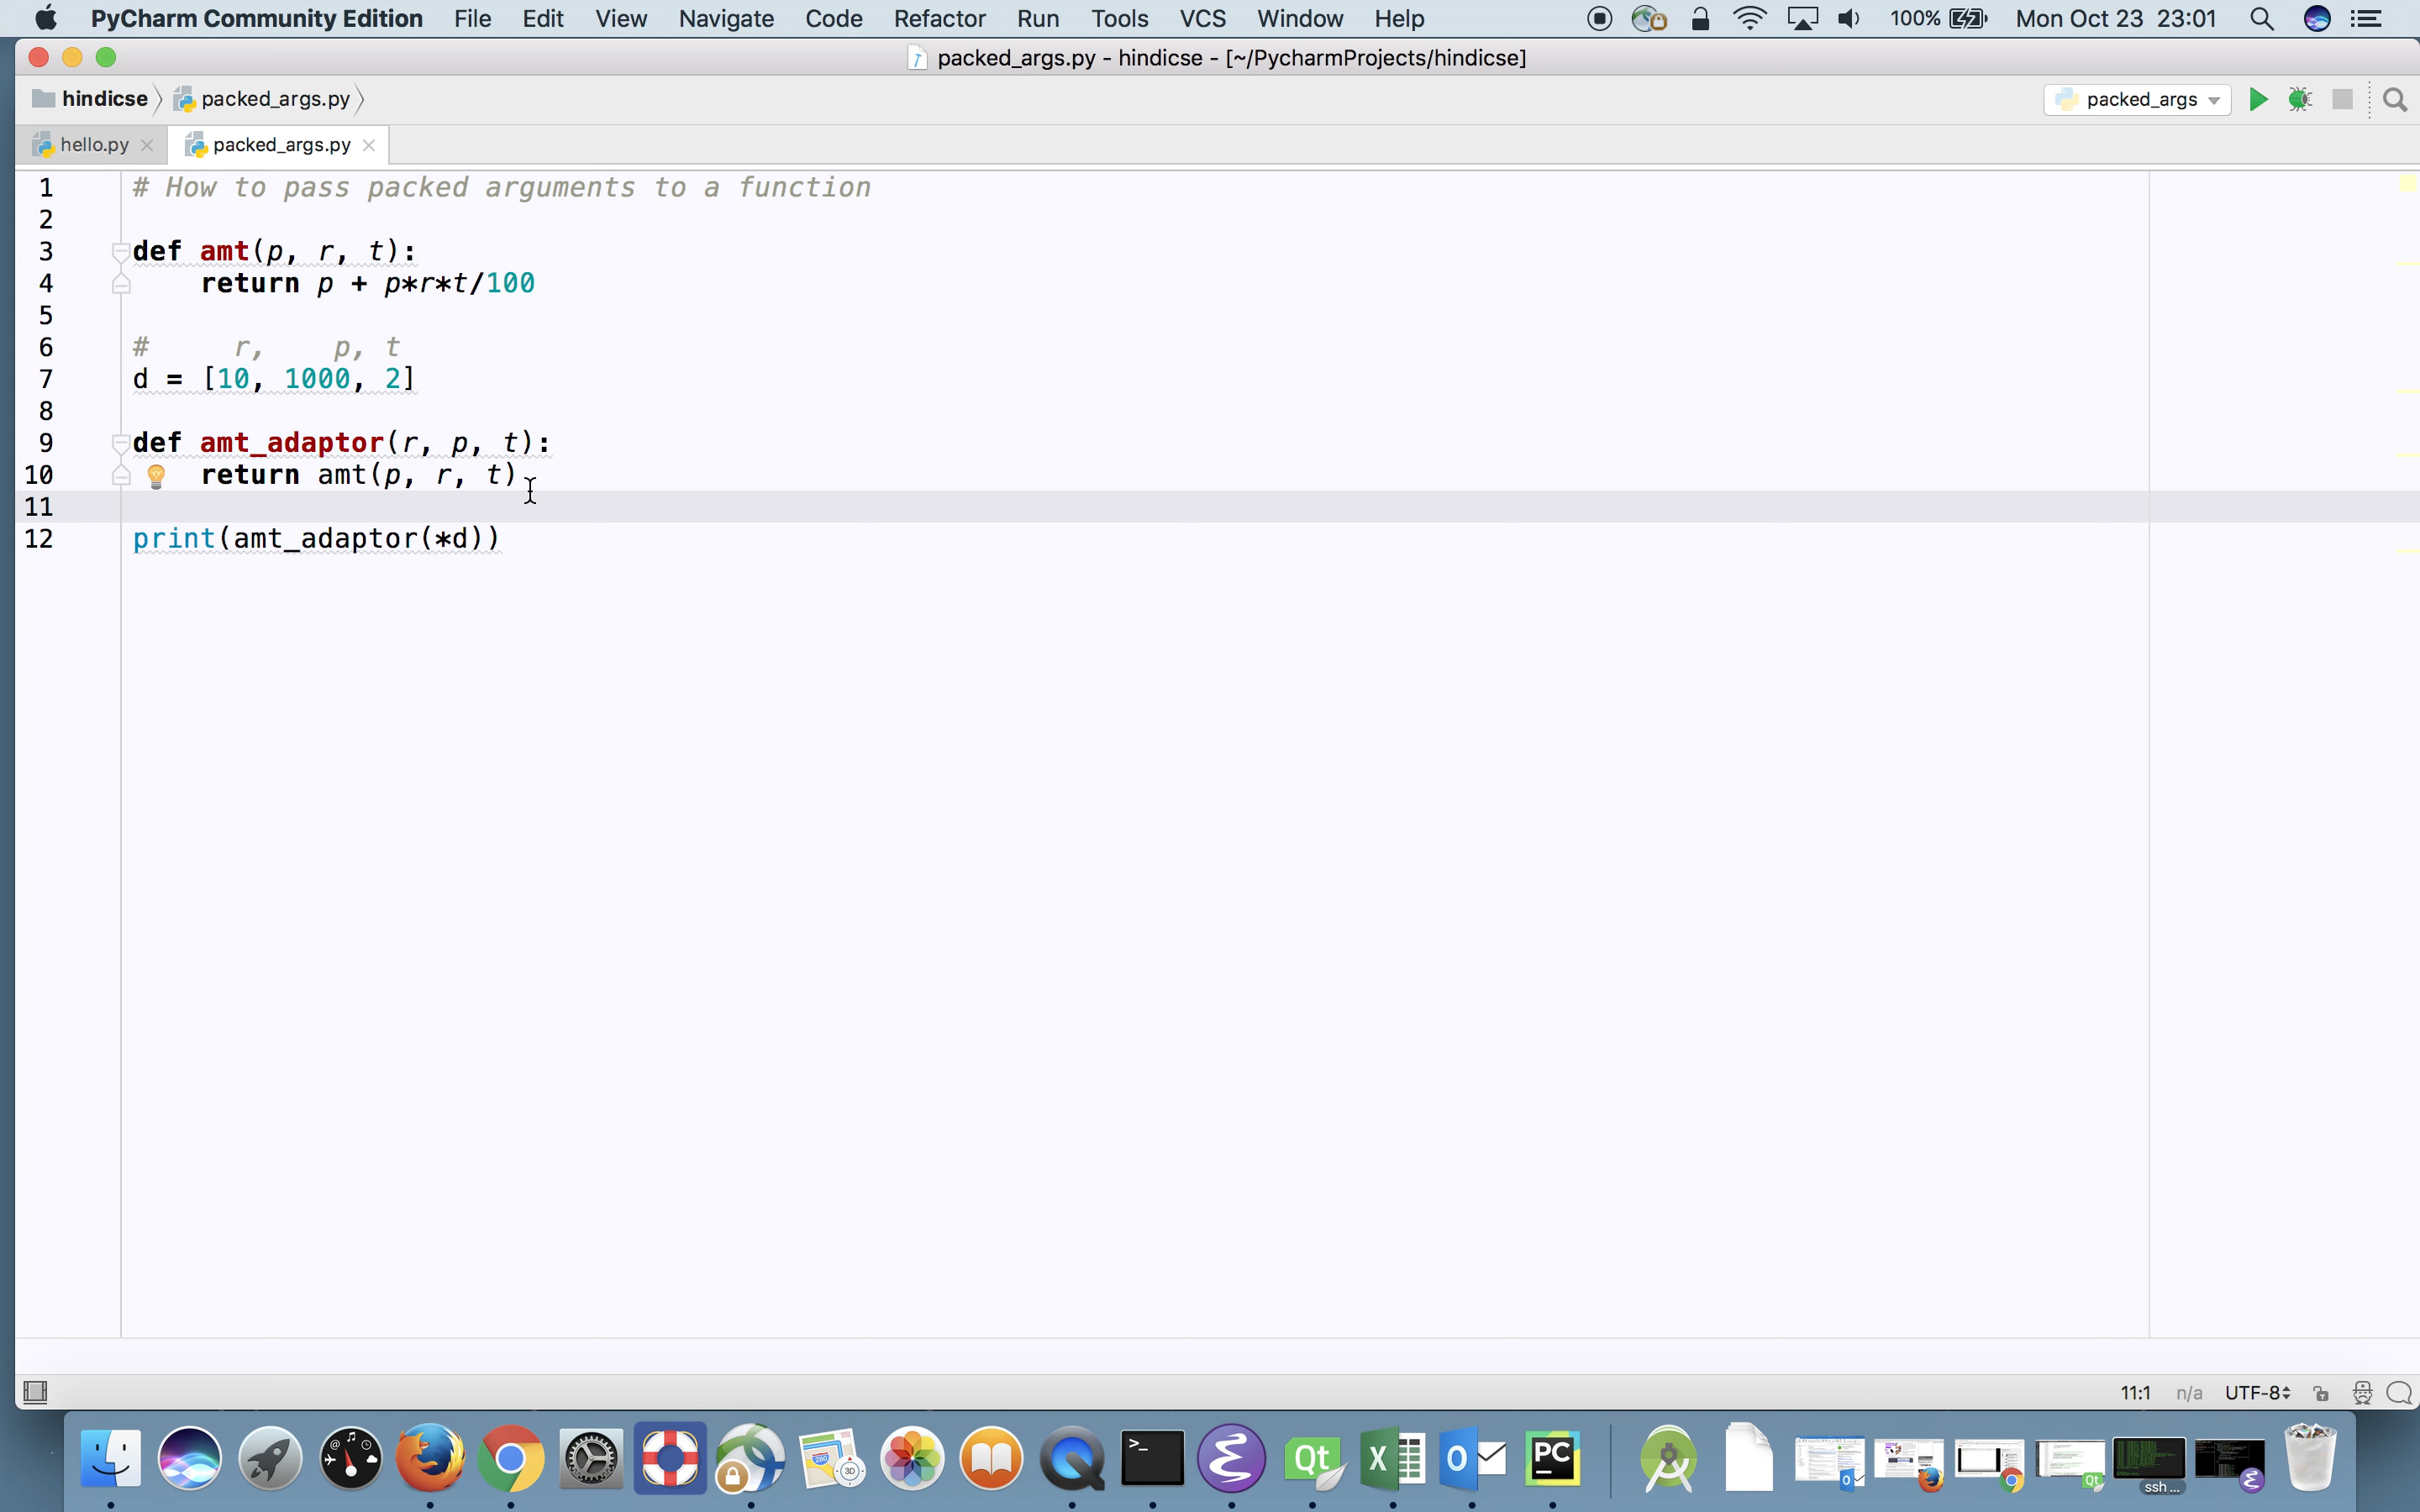 PyCharm Community Edition File Edit View Navigate Code Refactor Run Tools VCS Window Help 100% Mon Oct 23 23:01
packed_args.py - hindicse - [~/PycharmProjects/hindicse]
hindicse packed_args.py packed_args
hello.py packed_args.py
1 # How to pass packed arguments to a function
2
3 def amt(p, r, t):
4 return p + p*r*t/100
5
6 # r, p, t
7 d = [10, 1000, 2]
8
9 def amt_adaptor(r, p, t):
10 return amt(p, r, t)
11
12 print(amt_adaptor(*d))
11:1 n/a UTF-8
Qt X O PC
ssh ...